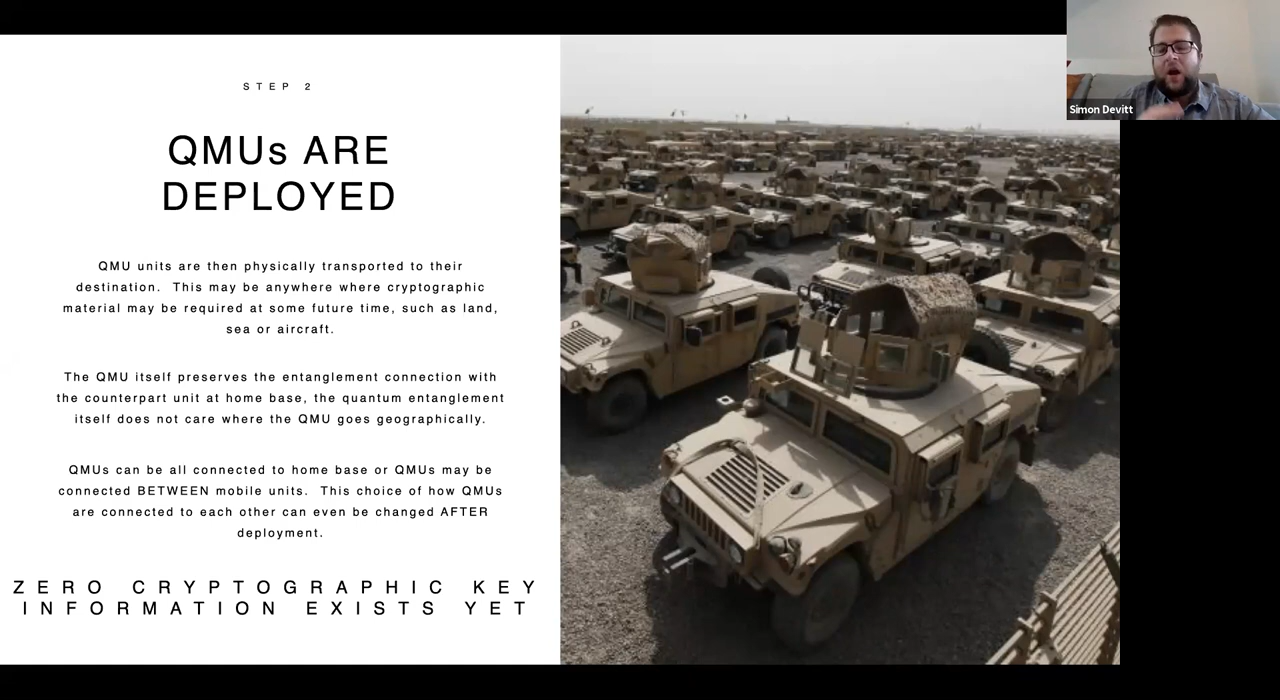 STEP 2
QMUs ARE
DEPLOYED
QMU units are then physically transported to their
destination.  This may be anywhere where cryptographic
material may be required at some future time, such as land,
sea or aircraft.
The QMU itself preserves the entanglement connection with
the counterpart unit at home base, the quantum entanglement
itself does not care where the QMU goes geographically.
QMUs can be all connected to home base or QMUs may be
connected BETWEEN mobile units.  This choice of how QMUs
are connected to each other can even be changed AFTER
deployment.
ZERO CRYPTOGRAPHIC KEY
INFORMATION EXISTS YET
Simon Devitt